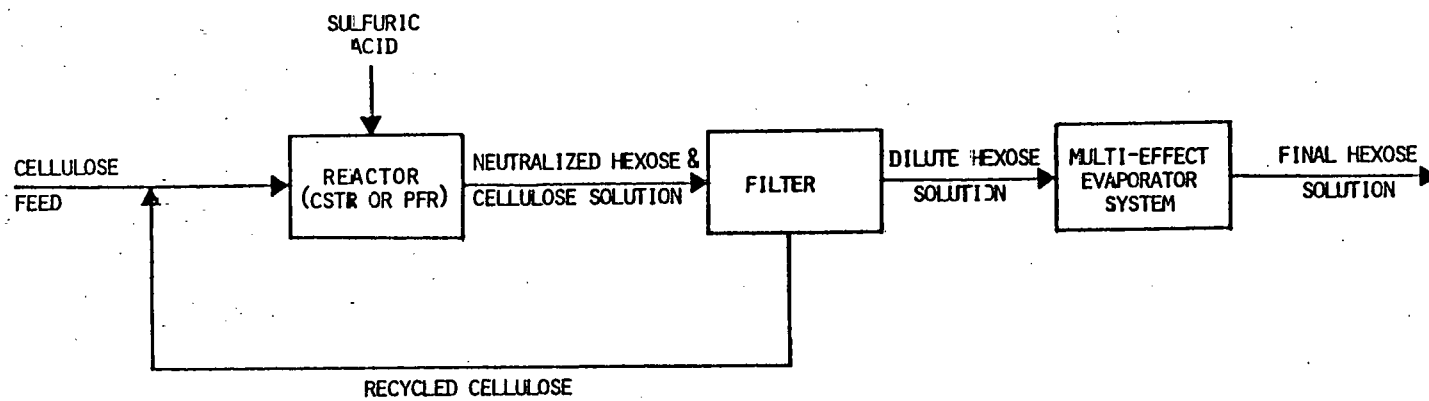 SULFURIC
ACID
CELLULOSE
FEED
REACTOR
(CSTR OR PFR)
NEUTRALIZED HEXOSE &
CELLULOSE SOLUTION
FILTER
DILUTE HEXOSE
SOLUTION
MULTI-EFFECT
EVAPORATOR
SYSTEM
FINAL HEXOSE
SOLUTION
RECYCLED CELLULOSE